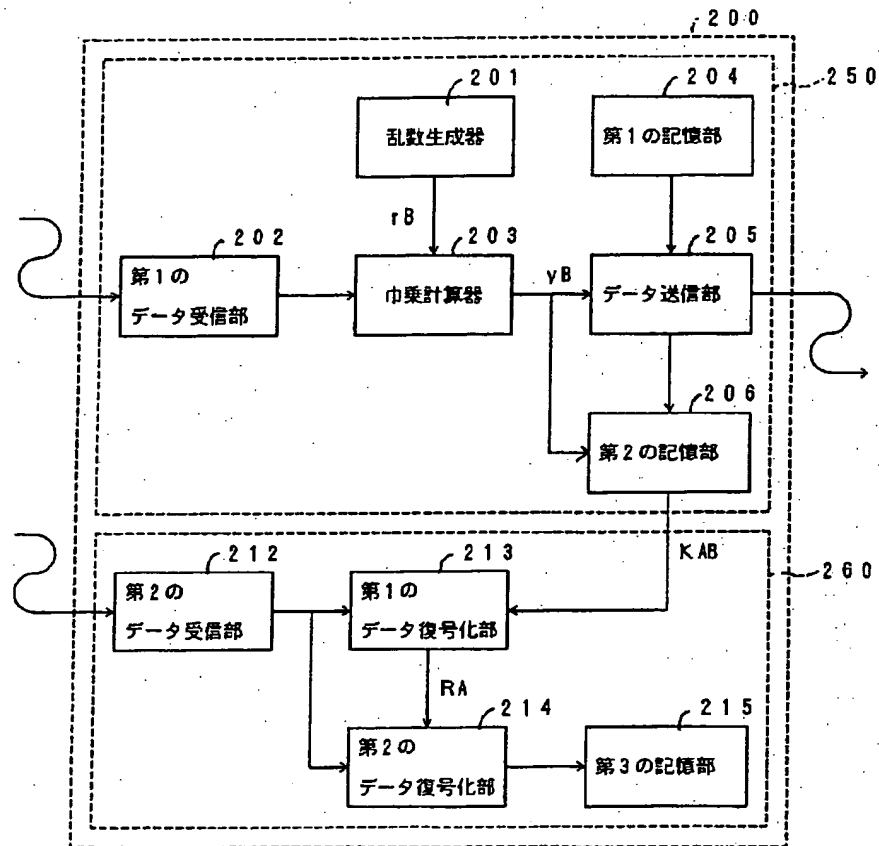 200
250
201
204
乱数生成器
第1の記憶部
rB
202
203
205
第1の
データ受信部
巾乗計算器
yB
データ送信部
206
第2の記憶部
KAB
212
213
260
第2の
データ受信部
第1の
データ復号化部
RA
214
215
第2の
データ復号化部
第3の記憶部